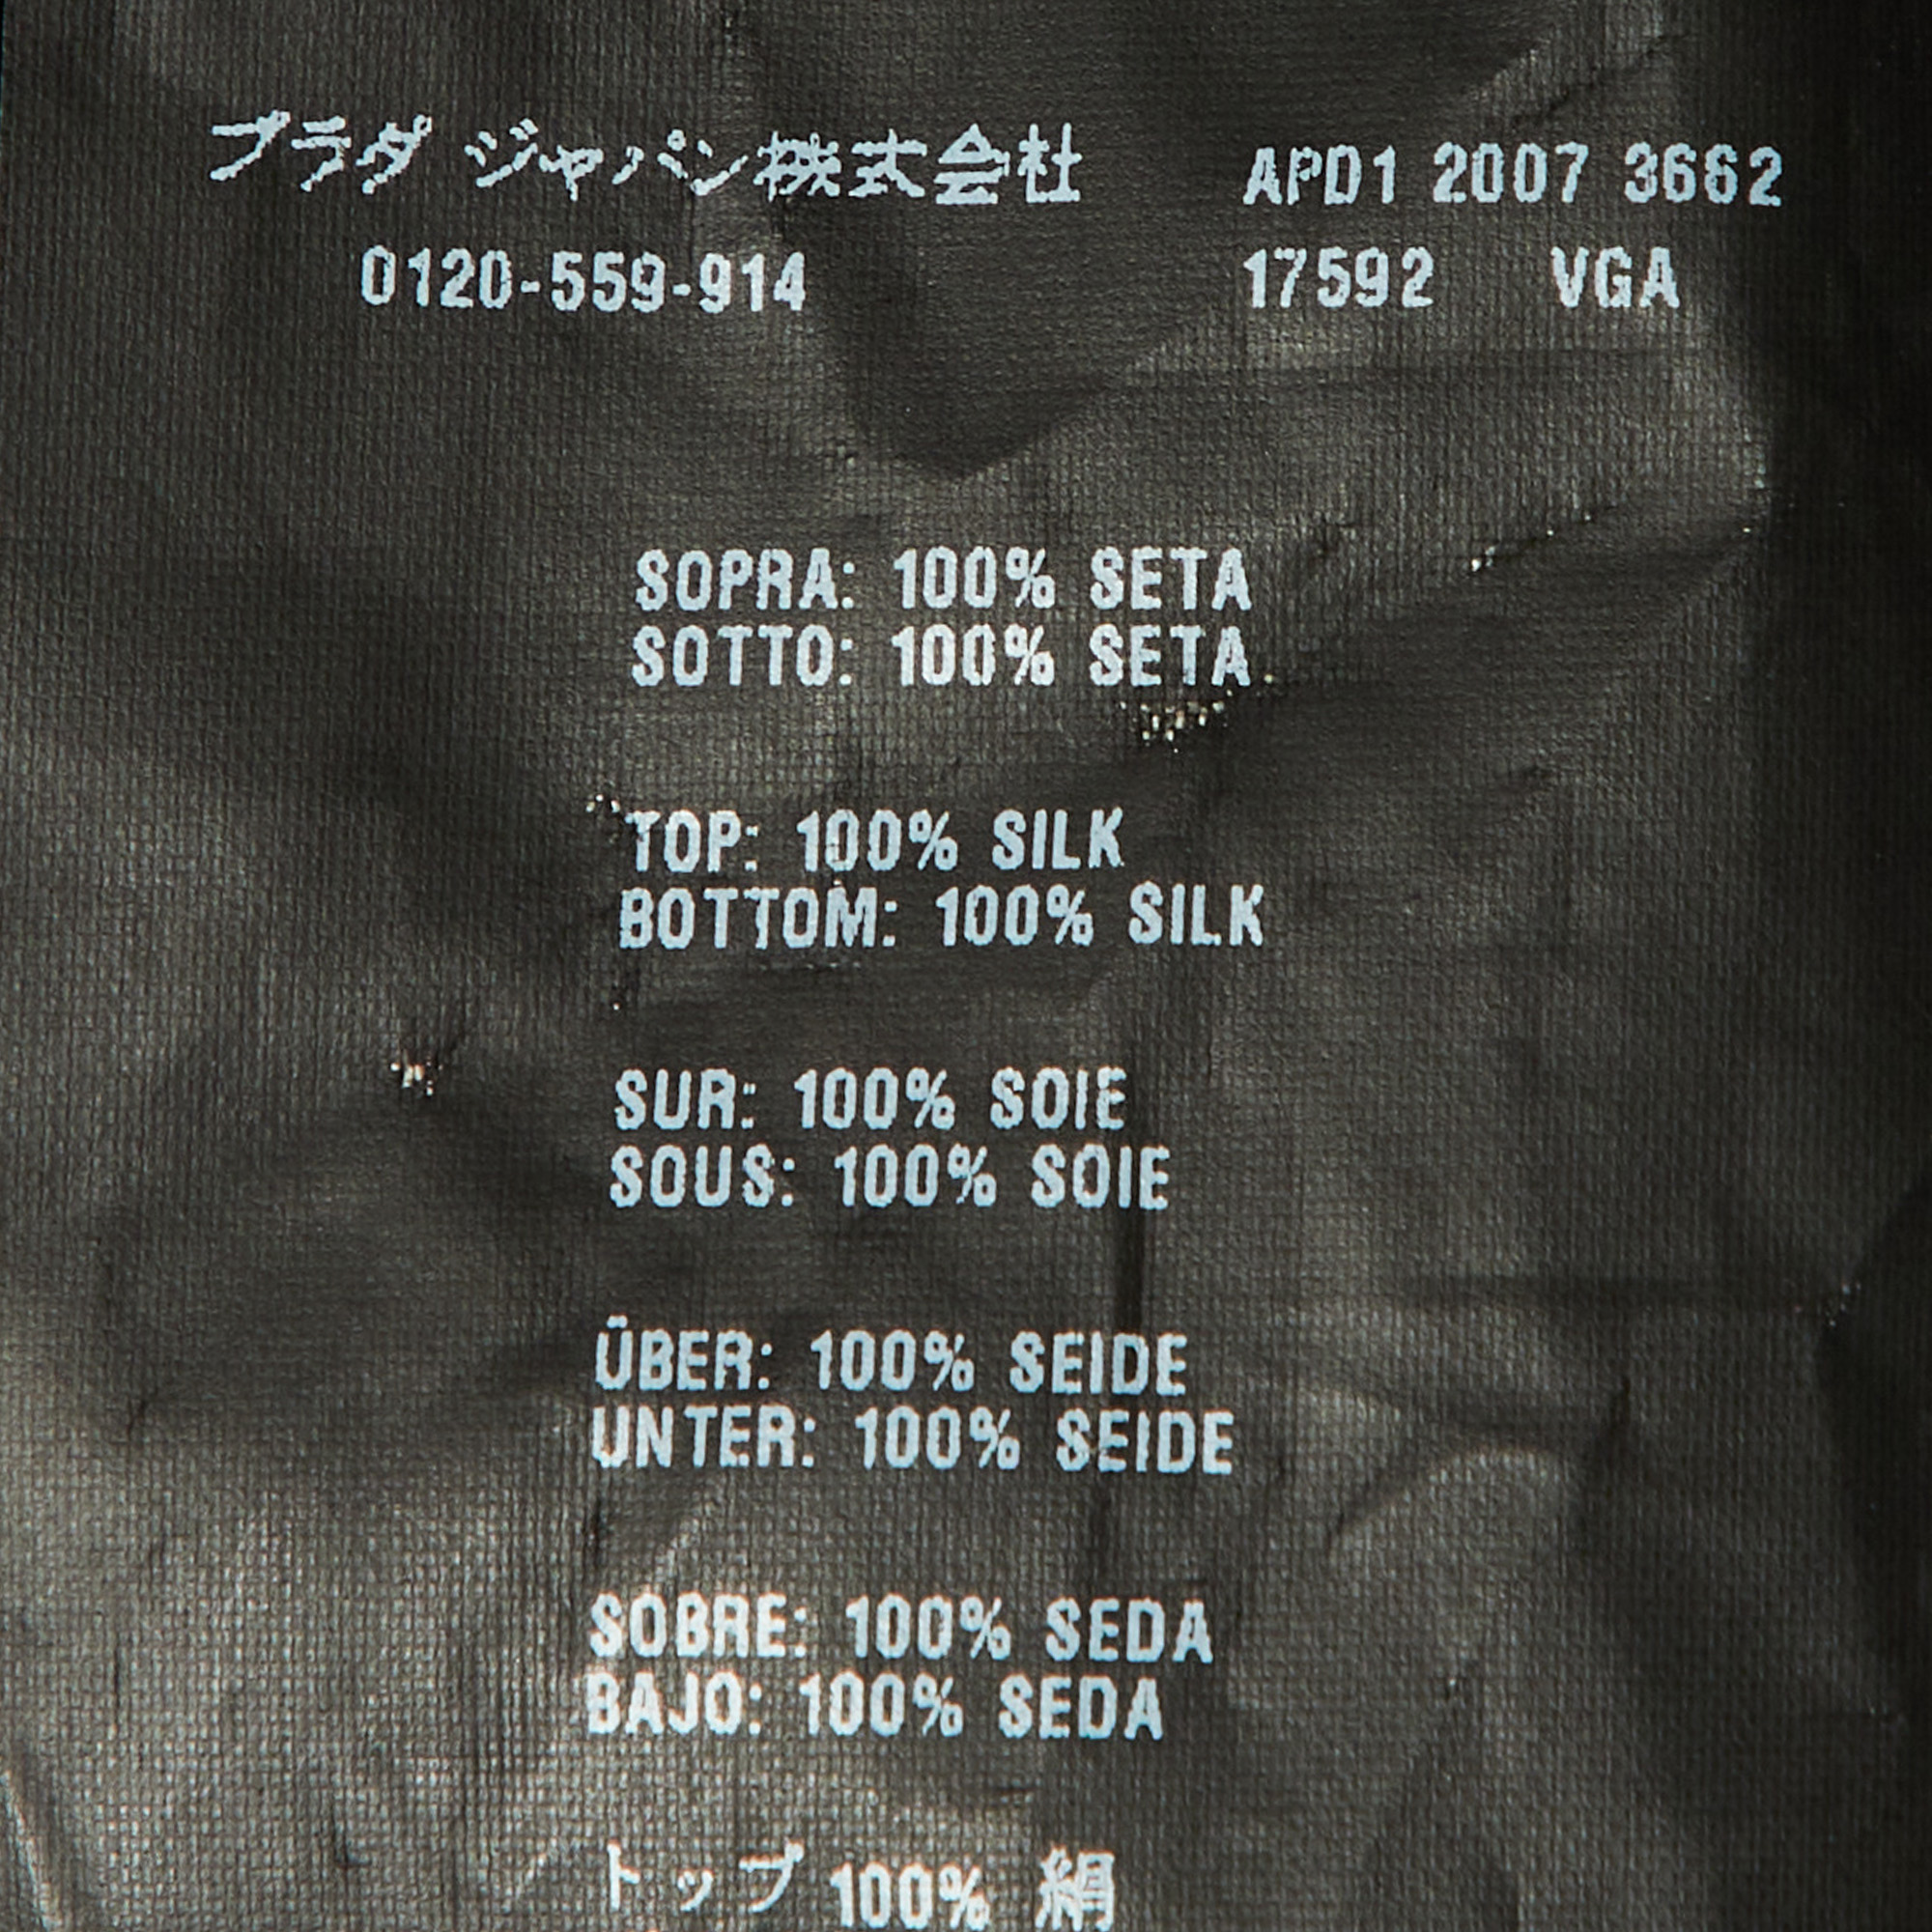 プラダ ジャパン株式会社 APD1 2007 3662
0120-559-914 17592 VGA
SOPRA: 100% SETA
SOTTO: 100% SETA
TOP: 100% SILK
BOTTOM: 100% SILK
SUR: 100% SOIE
SOUS: 100% SOIE
ÜBER: 100% SEIDE
UNTER: 100% SEIDE
SOBRE: 100% SEDA
BAJO: 100% SEDA
トップ 100% 絹